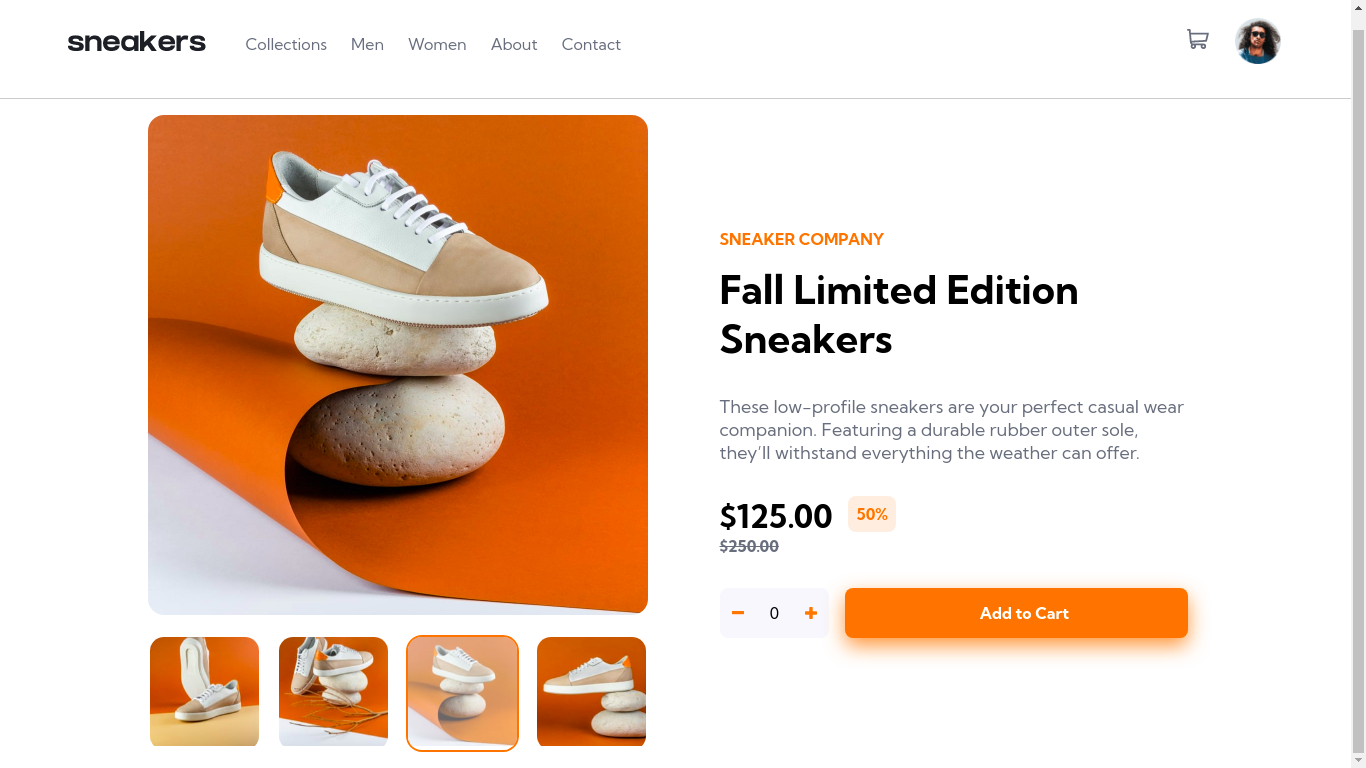 sneakers
Collections Men Women About Contact
SNEAKER COMPANY
Fall Limited Edition
Sneakers
These low-profile sneakers are your perfect casual wear
companion. Featuring a durable rubber outer sole,
they’ll withstand everything the weather can offer.
$125.00 50%
$250.00
0
Add to Cart